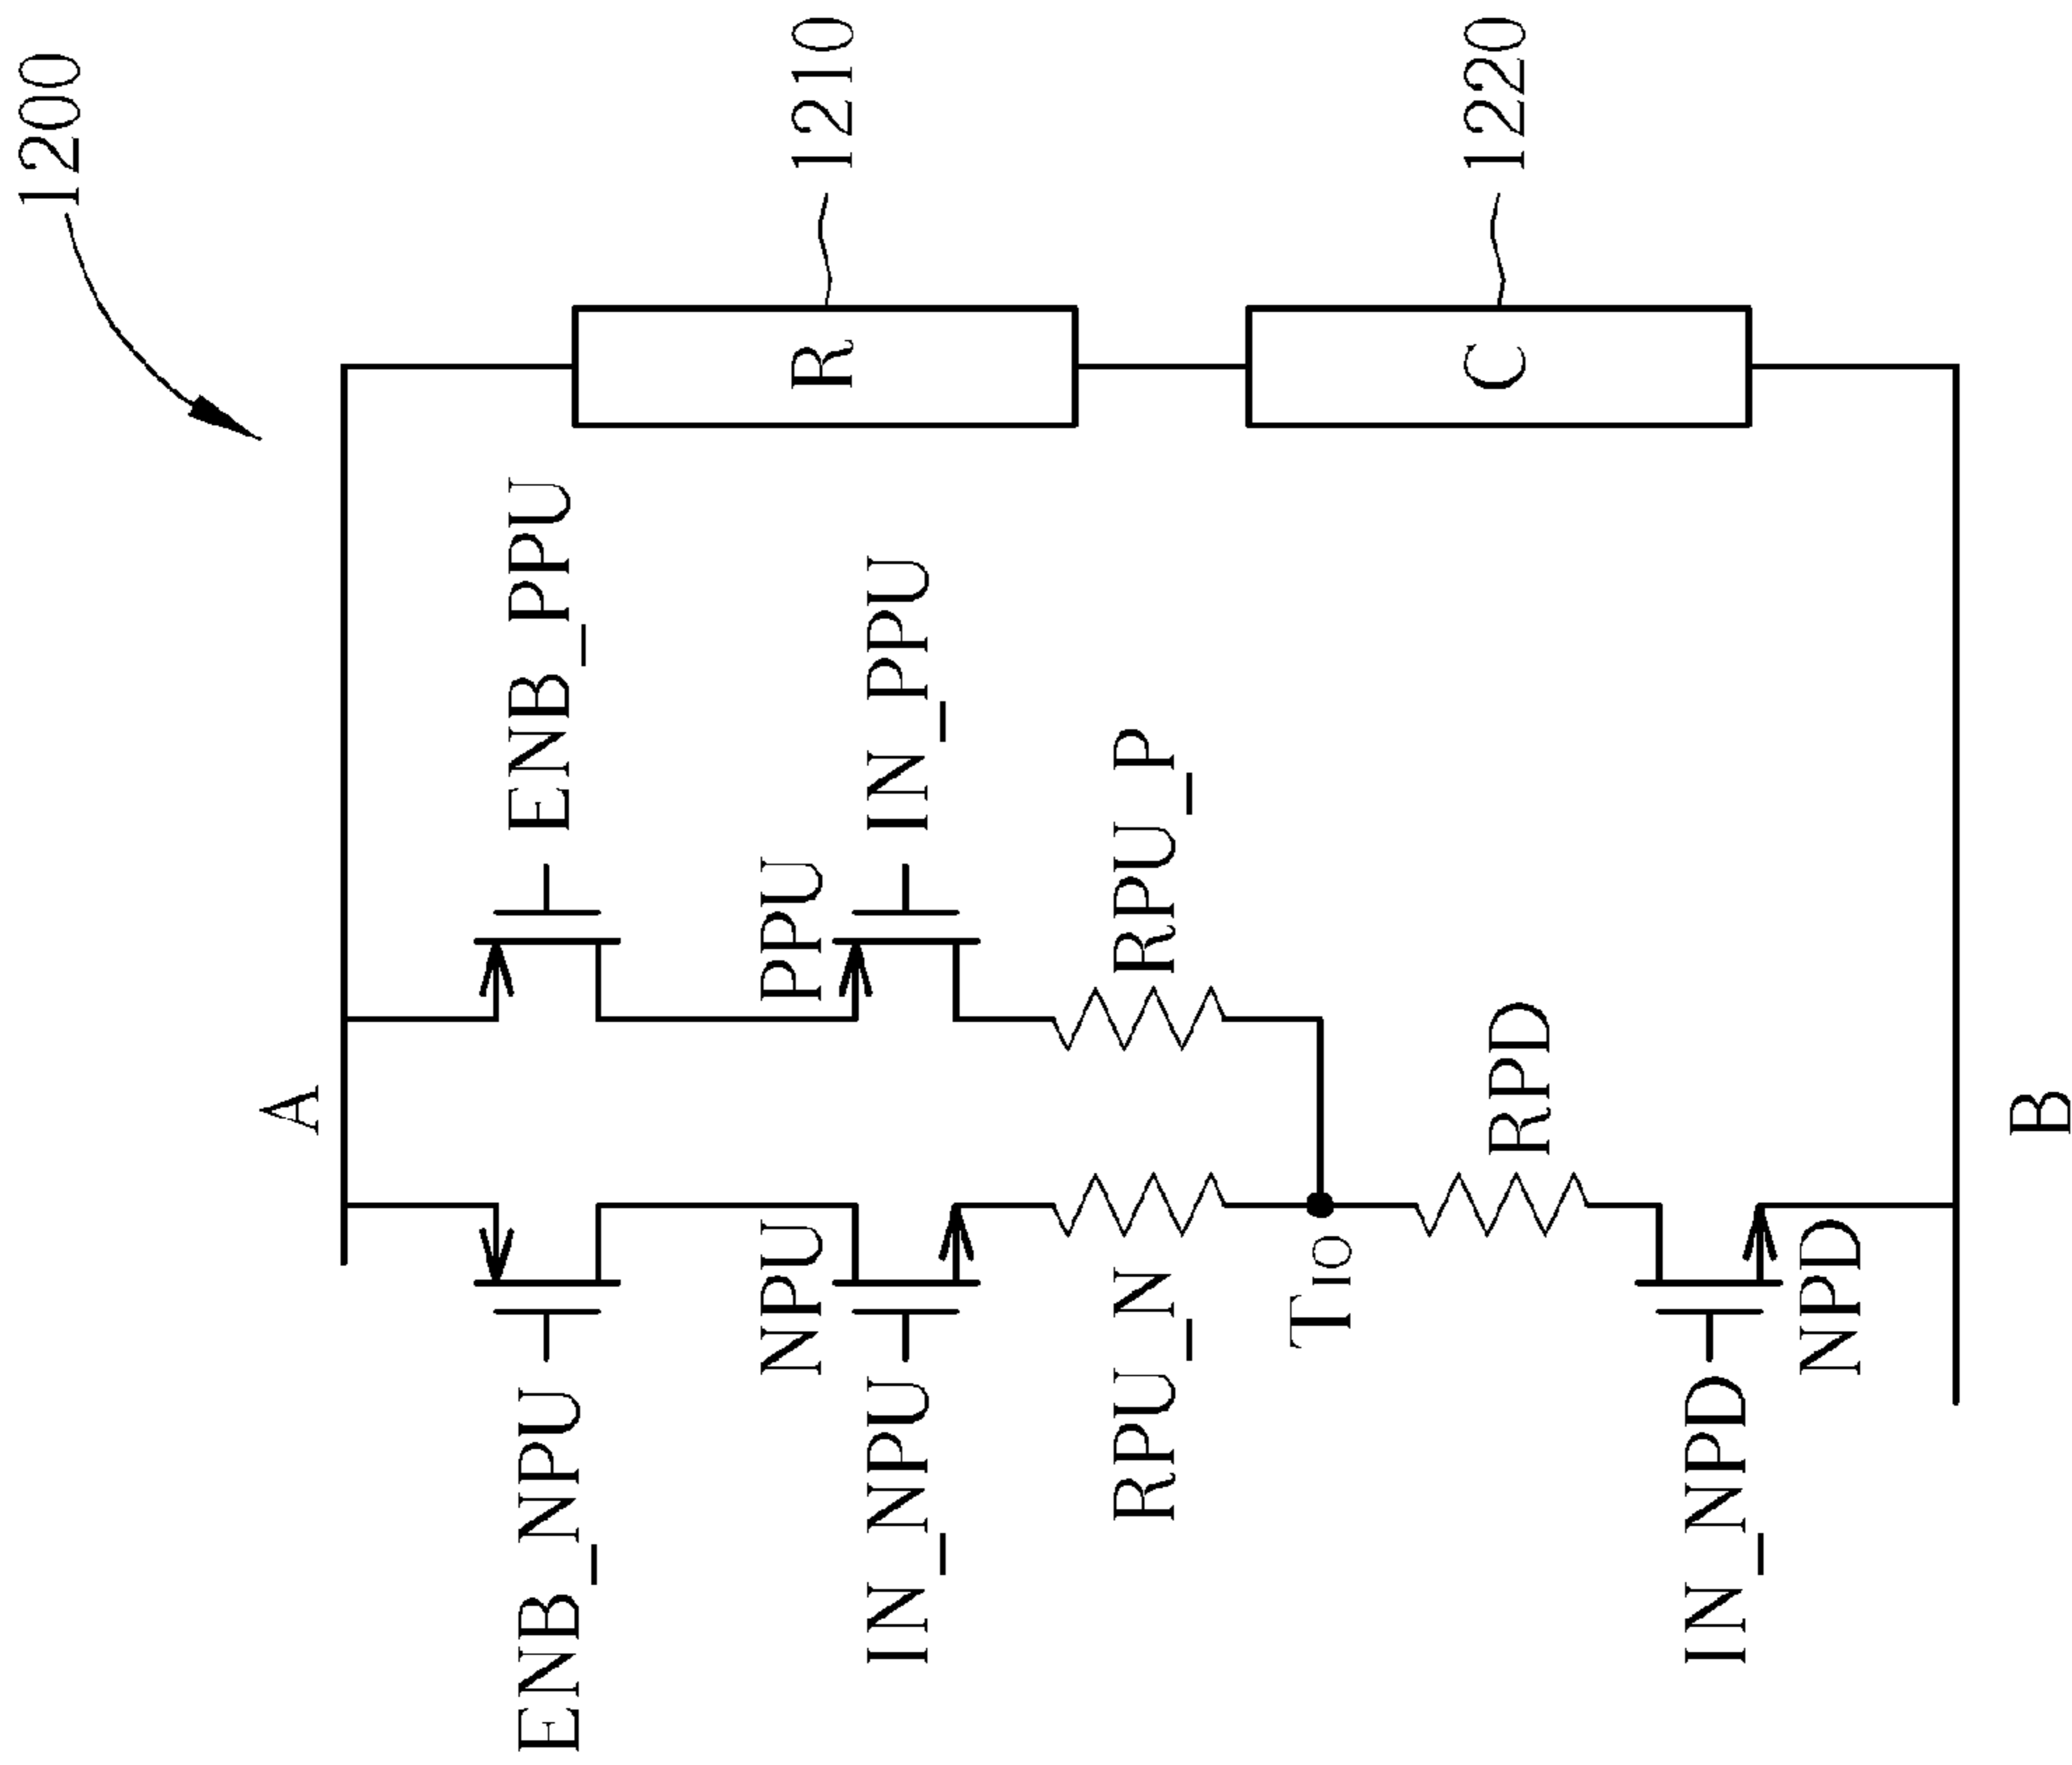 1200
A
ENB_NPU
ENB_PPU
R
1210
NPU
PPU
IN_NPU
IN_PPU
RPU_N
RPU_P
TIO
C
1220
RPD
IN_NPD
NPD
B